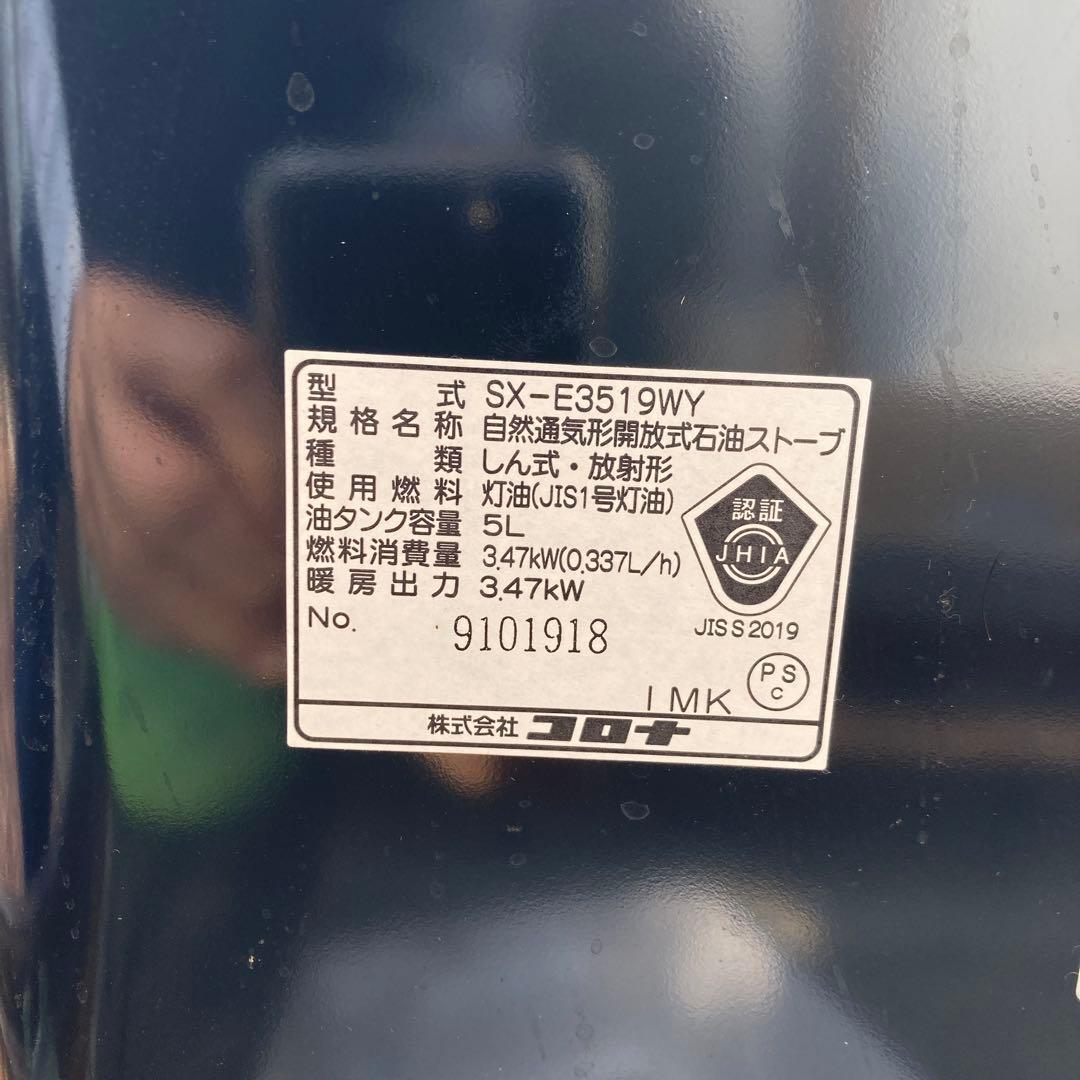 型式 SX-E3519WY
規格名称 自然通気形開放式石油ストーブ
種類 しん式・放射形
使用燃料 灯油(JIS1号灯油)
油タンク容量 5L
燃料消費量 3.47kW(0.337L/h)
暖房出力 3.47kW
認証
JHIA
JIS S 2019
No. 9101918
PS
C
IMK
株式会社 コロナ